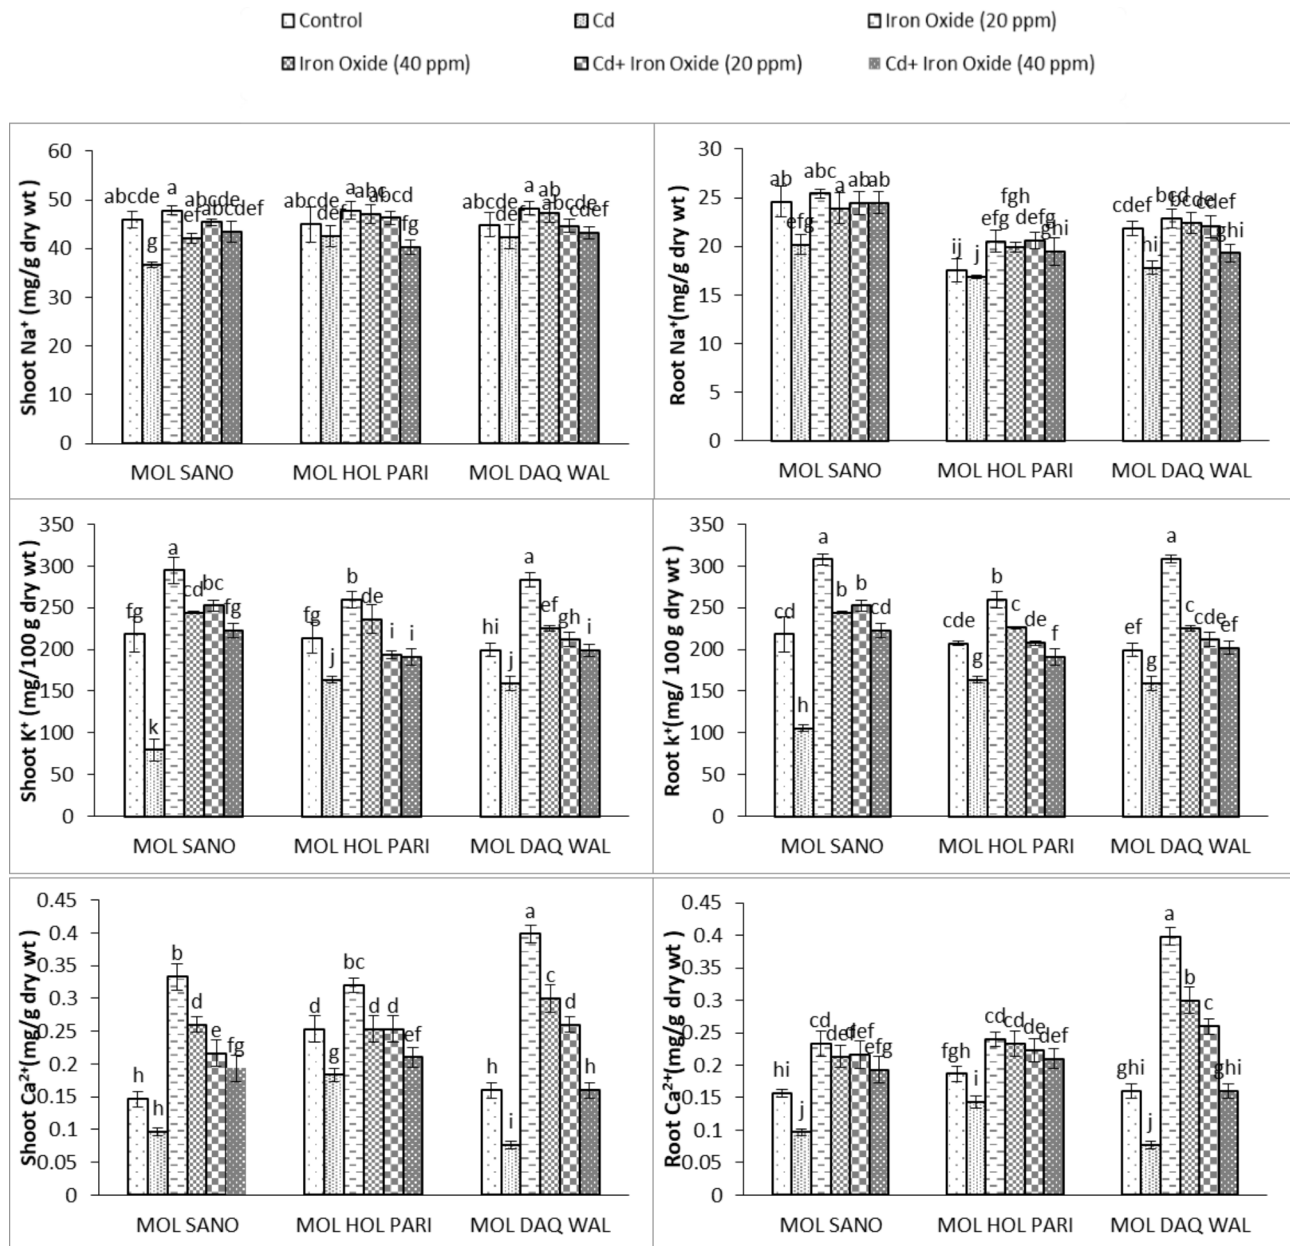 Control Cd Iron Oxide (20 ppm)
Iron Oxide (40 ppm) Cd+ Iron Oxide (20 ppm) Cd+ Iron Oxide (40 ppm)
Shoot Na⁺ (mg/g dry wt)
60
50
40
30
20
10
0
abcde g a ef abcde abcdef
abcde def a abc abcd fg
abcde def a ab abcde cdef
MOL SANO MOL HOL PARI MOL DAQ WAL
Root Na⁺(mg/g dry wt)
30
25
20
15
10
5
0
ab efg abc a ab ab
ij j efg fgh defg ghi
cdef hi bcd bcde cdef ghi
MOL SANO MOL HOL PARI MOL DAQ WAL
Shoot K⁺ (mg/100 g dry wt )
350
300
250
200
150
100
50
0
fg k a cd bc fg
fg j b de i i
hi j a ef gh i
MOL SANO MOL HOL PARI MOL DAQ WAL
Root k⁺(mg/ 100 g dry wt )
350
300
250
200
150
100
50
0
cd h a b b cd
cde g b c de f
ef g a c cde ef
MOL SANO MOL HOL PARI MOL DAQ WAL
Shoot Ca²⁺(mg/g dry wt )
0.45
0.4
0.35
0.3
0.25
0.2
0.15
0.1
0.05
0
h h b d e fg
d g bc d d ef
h i a c d h
MOL SANO MOL HOL PARI MOL DAQ WAL
Root Ca²⁺(mg/g dry wt )
0.45
0.4
0.35
0.3
0.25
0.2
0.15
0.1
0.05
0
hi j cd def def efg
fgh i cd cd de def
ghi j a b c ghi
MOL SANO MOL HOL PARI MOL DAQ WAL